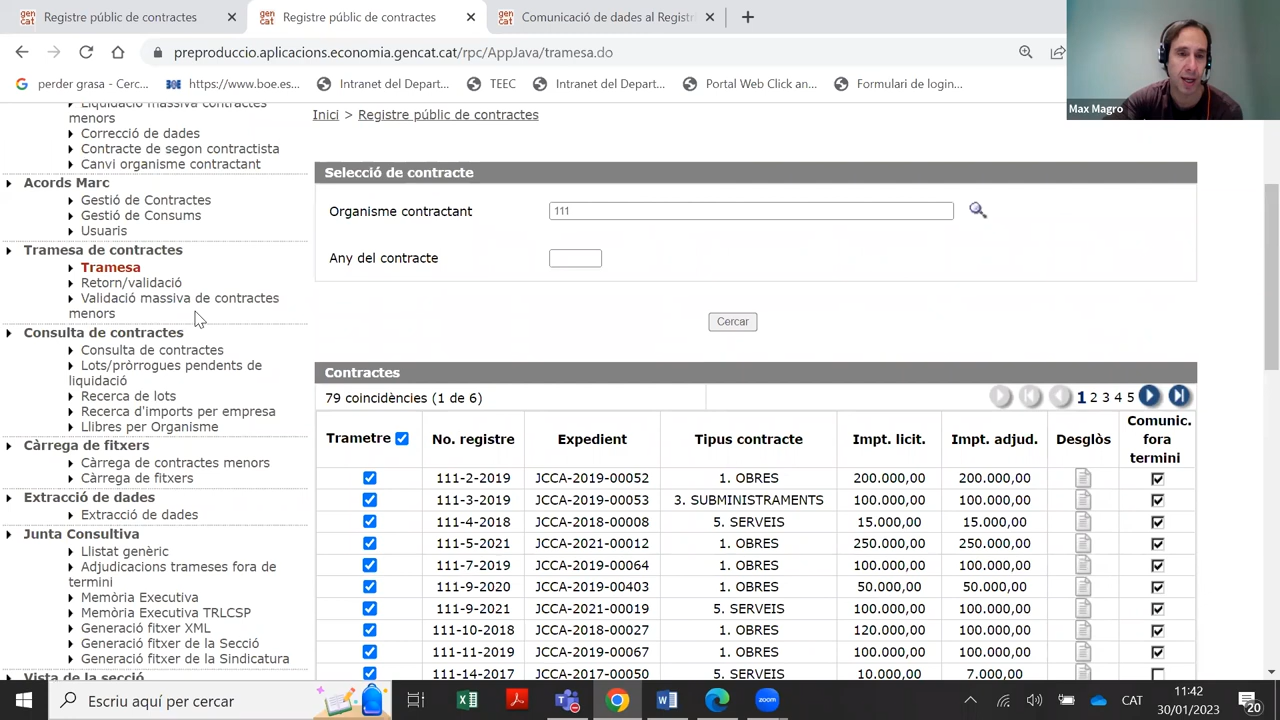 gen
cat
Registre públic de contractes
gen
cat
Registre públic de contractes
gen
cat
Comunicació de dades al Registr
preproduccio.aplicacions.economia.gencat.cat/rpc/AppJava/tramesa.do
perder grasa - Cerc...
https://www.boe.es...
Intranet del Depart...
TEEC
Intranet del Depart...
Portal Web Click an...
Formulari de login...
Max Magro
Liquidació massiva contractes
menors
Correcció de dades
Contracte de segon contractista
Canvi organisme contractant
Acords Marc
Gestió de Contractes
Gestió de Consums
Usuaris
Tramesa de contractes
Tramesa
Retorn/validació
Validació massiva de contractes
menors
Consulta de contractes
Consulta de contractes
Lots/pròrrogues pendents de
liquidació
Recerca de lots
Recerca d'imports per empresa
Llibres per Organisme
Càrrega de fitxers
Càrrega de contractes menors
Càrrega de fitxers
Extracció de dades
Extracció de dades
Junta Consultiva
Llistat genèric
Adjudicacions trameses fora de
termini
Memòria Executiva
Memòria Executiva TRLCSP
Generació fitxer XML
Generació fitxer de la Secció
Generació fitxer de la Sindicatura
Vista de la secció
Inici > Registre públic de contractes
Selecció de contracte
Organisme contractant 111
Any del contracte
Cercar
Contractes
79 coincidències (1 de 6) 1 2 3 4 5
Trametre No. registre Expedient Tipus contracte Impt. licit. Impt. adjud. Desglòs Comunic. fora termini
111-2-2019 JCCA-2019-00052 1. OBRES 200.000,00 200.000,00
111-3-2019 JCCA-2019-00053 3. SUBMINISTRAMENTS 100.000,00 100.000,00
111-4-2018 JCCA-2018-00008 5. SERVEIS 15.000,00 15.000,00
111-5-2021 JCCA-2021-00012 1. OBRES 250.000,00 250.000,00
111-7-2019 JCCA-2019-00064 1. OBRES 100.000,00 100.000,00
111-9-2020 JCCA-2019-00403 1. OBRES 50.000,00 50.000,00
111-9-2021 JCCA-2021-00019 5. SERVEIS 100.000,00 100.000,00
111-10-2018 JCCA-2018-00027 1. OBRES 120.000,00 100.000,00
111-11-2019 JCCA-2019-00067 1. OBRES 100.000,00 100.000,00
111-14-2017 JCCA-2017-00050 5. SERVEIS 10.000,00 7.000,00
Escriu aquí per cercar
zoom
CAT
11:42
30/01/2023
20